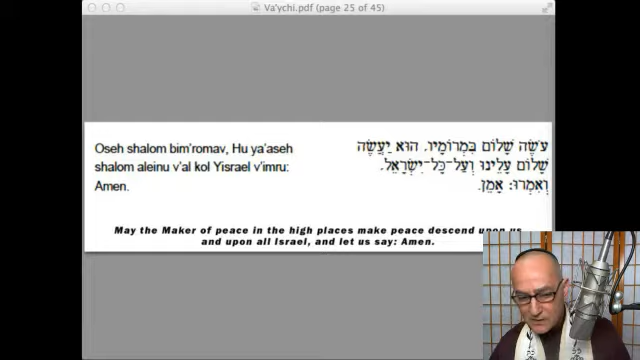 Va'ychi.pdf (page 25 of 45)
Oseh shalom bim'romav, Hu ya'aseh
shalom aleinu v'al kol Yisrael v'imru:
Amen.
עֹשֶׂה שָׁלוֹם בִּמְרוֹמָיו, הוּא יַעֲשֶׂה
שָׁלוֹם עָלֵינוּ וְעַל־כָּל־יִשְׂרָאֵל,
וְאִמְרוּ: אָמֵן.
May the Maker of peace in the high places make peace descend upon us
and upon all israel, and let us say: Amen.